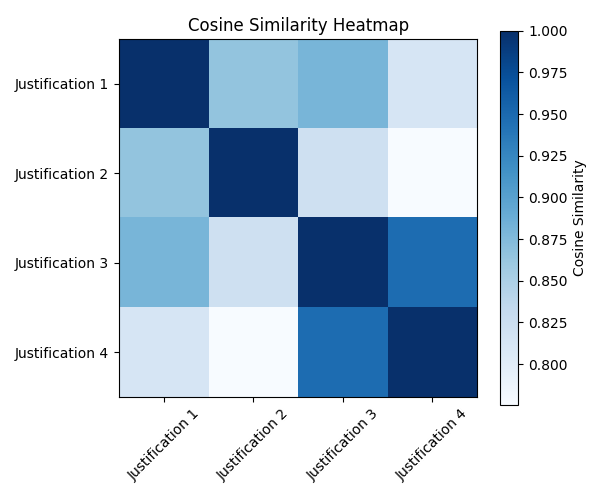 Cosine Similarity Heatmap
Justification 1
Justification 2
Justification 3
Justification 4
Justification 1
Justification 2
Justification 3
Justification 4
1.000
0.975
0.950
0.925
0.900
0.875
0.850
0.825
0.800
Cosine Similarity